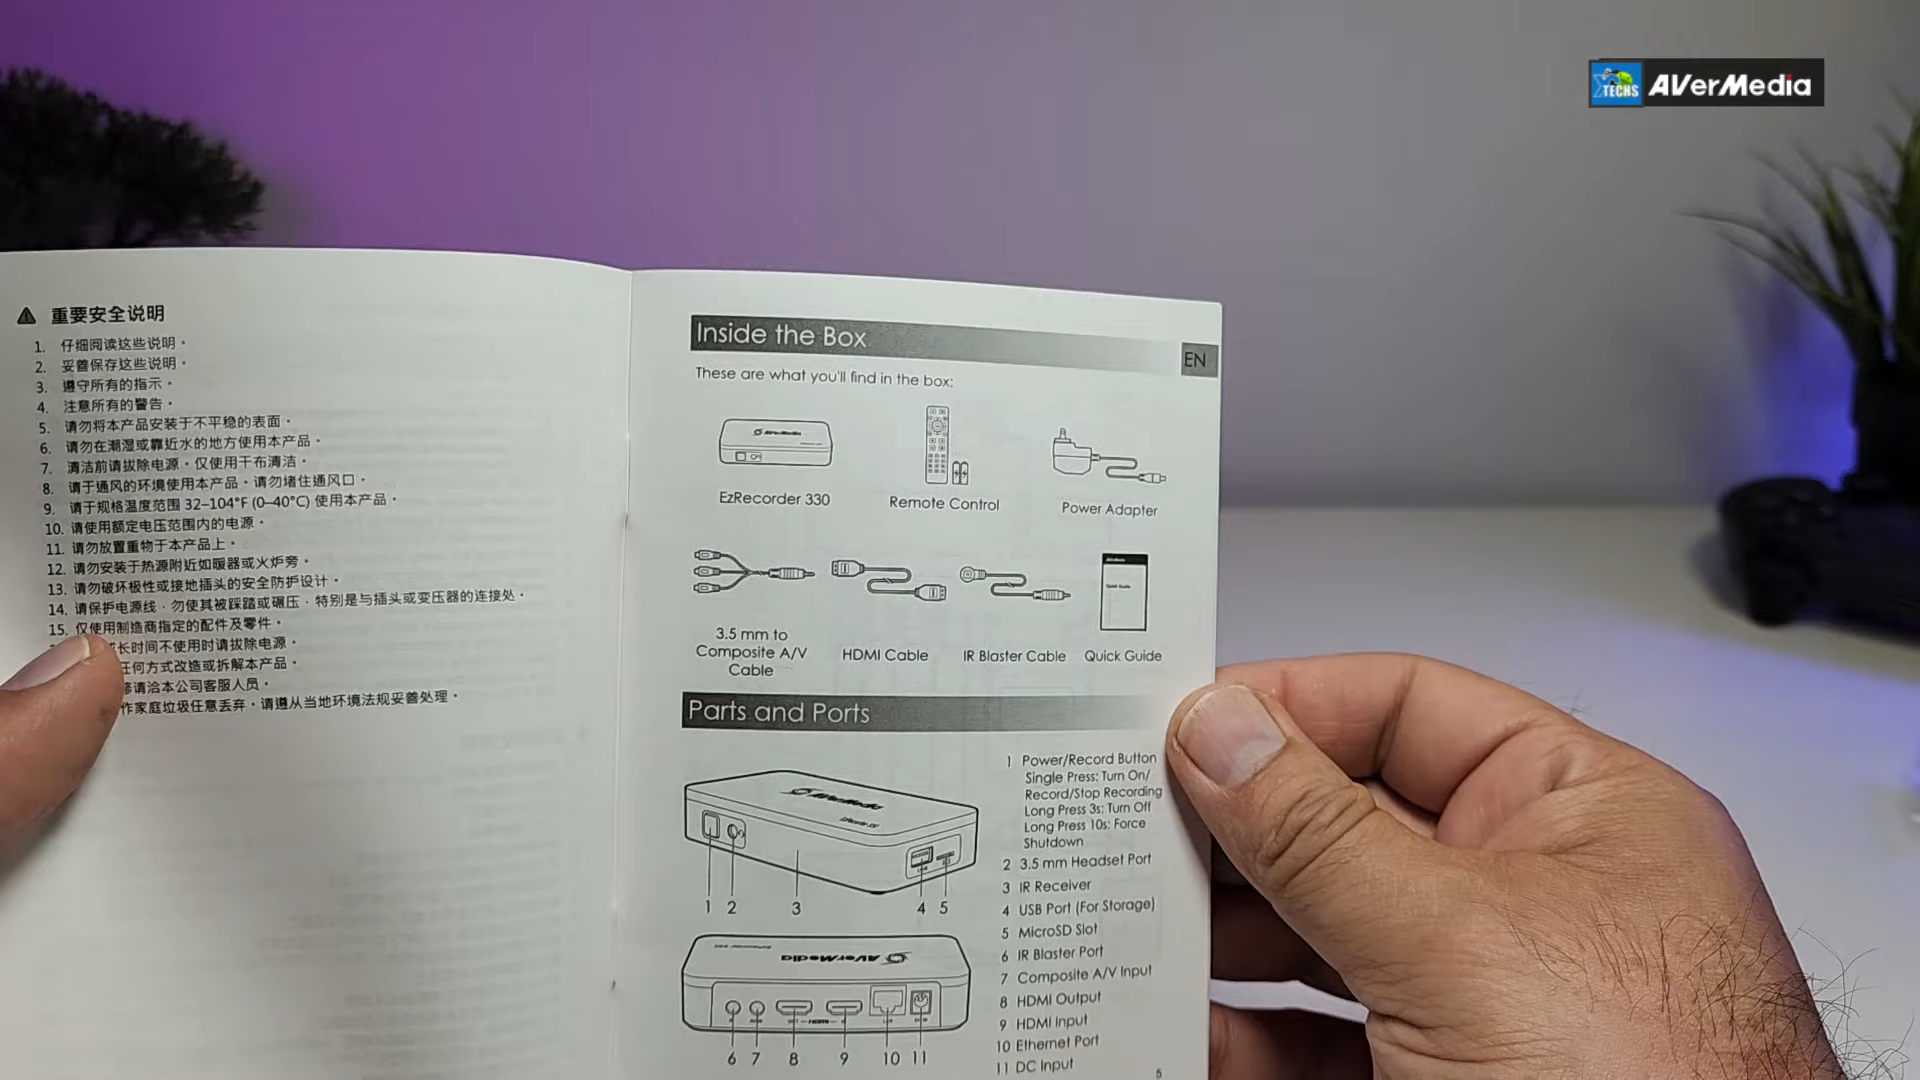 TECHS AVerMedia
重要安全说明
1. 仔细阅读这些说明。
2. 妥善保存这些说明。
3. 遵守所有的指示。
4. 注意所有的警告。
5. 请勿将本产品安装于不平稳的表面。
6. 请勿在潮湿或靠近水的地方使用本产品。
7. 清洁前请拔除电源。仅使用干布清洁。
8. 请于通风的环境使用本产品。请勿堵住通风口。
9. 请于规格温度范围 32–104°F (0–40°C) 使用本产品。
10. 请使用额定电压范围内的电源。
11. 请勿放置重物于本产品上。
12. 请勿安装于热源附近如暖器或火炉旁。
13. 请勿破坏极性或接地插头的安全防护设计。
14. 请保护电源线，勿使其被踩踏或碾压，特别是与插头或变压器的连接处。
15. 仅使用制造商指定的配件及零件。
长时间不使用时请拔除电源。
任何方式改造或拆解本产品。
修请洽本公司客服人员。
作家庭垃圾任意丢弃。请遵从当地环境法规妥善处理。
Inside the Box
EN
These are what you'll find in the box:
AVerMedia
EzRecorder 330
Remote Control
Power Adapter
Quick Guide
3.5 mm to
Composite A/V
Cable
HDMI Cable
IR Blaster Cable
Quick Guide
Parts and Ports
AVerMedia
1 2 3 4 5
AVerMedia
HDMI
6 7 8 9 10 11
1 Power/Record Button
Single Press: Turn On/
Record/Stop Recording
Long Press 3s: Turn Off
Long Press 10s: Force
Shutdown
2 3.5 mm Headset Port
3 IR Receiver
4 USB Port (For Storage)
5 MicroSD Slot
6 IR Blaster Port
7 Composite A/V Input
8 HDMI Output
9 HDMI Input
10 Ethernet Port
11 DC Input
5